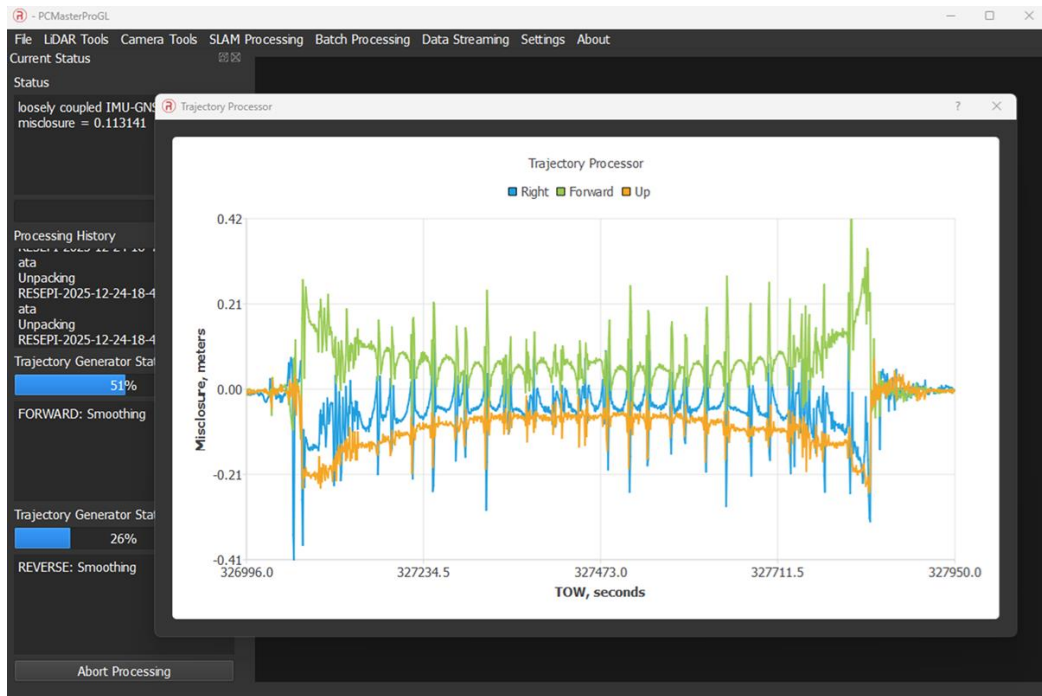 - PCMasterProGL
File LiDAR Tools Camera Tools SLAM Processing Batch Processing Data Streaming Settings About
Current Status
Status
loosely coupled IMU-GNS
misclosure = 0.113141
Processing History
ata
Unpacking
RESEPI-2025-12-24-18-4
ata
Unpacking
RESEPI-2025-12-24-18-4
Trajectory Generator Stat
51%
FORWARD: Smoothing
Trajectory Generator Stat
26%
REVERSE: Smoothing
Abort Processing
Trajectory Processor
?
Trajectory Processor
Right Forward Up
Misclosure, meters
0.42
0.21
0.00
-0.21
-0.41
326996.0 327234.5 327473.0 327711.5 327950.0
TOW, seconds